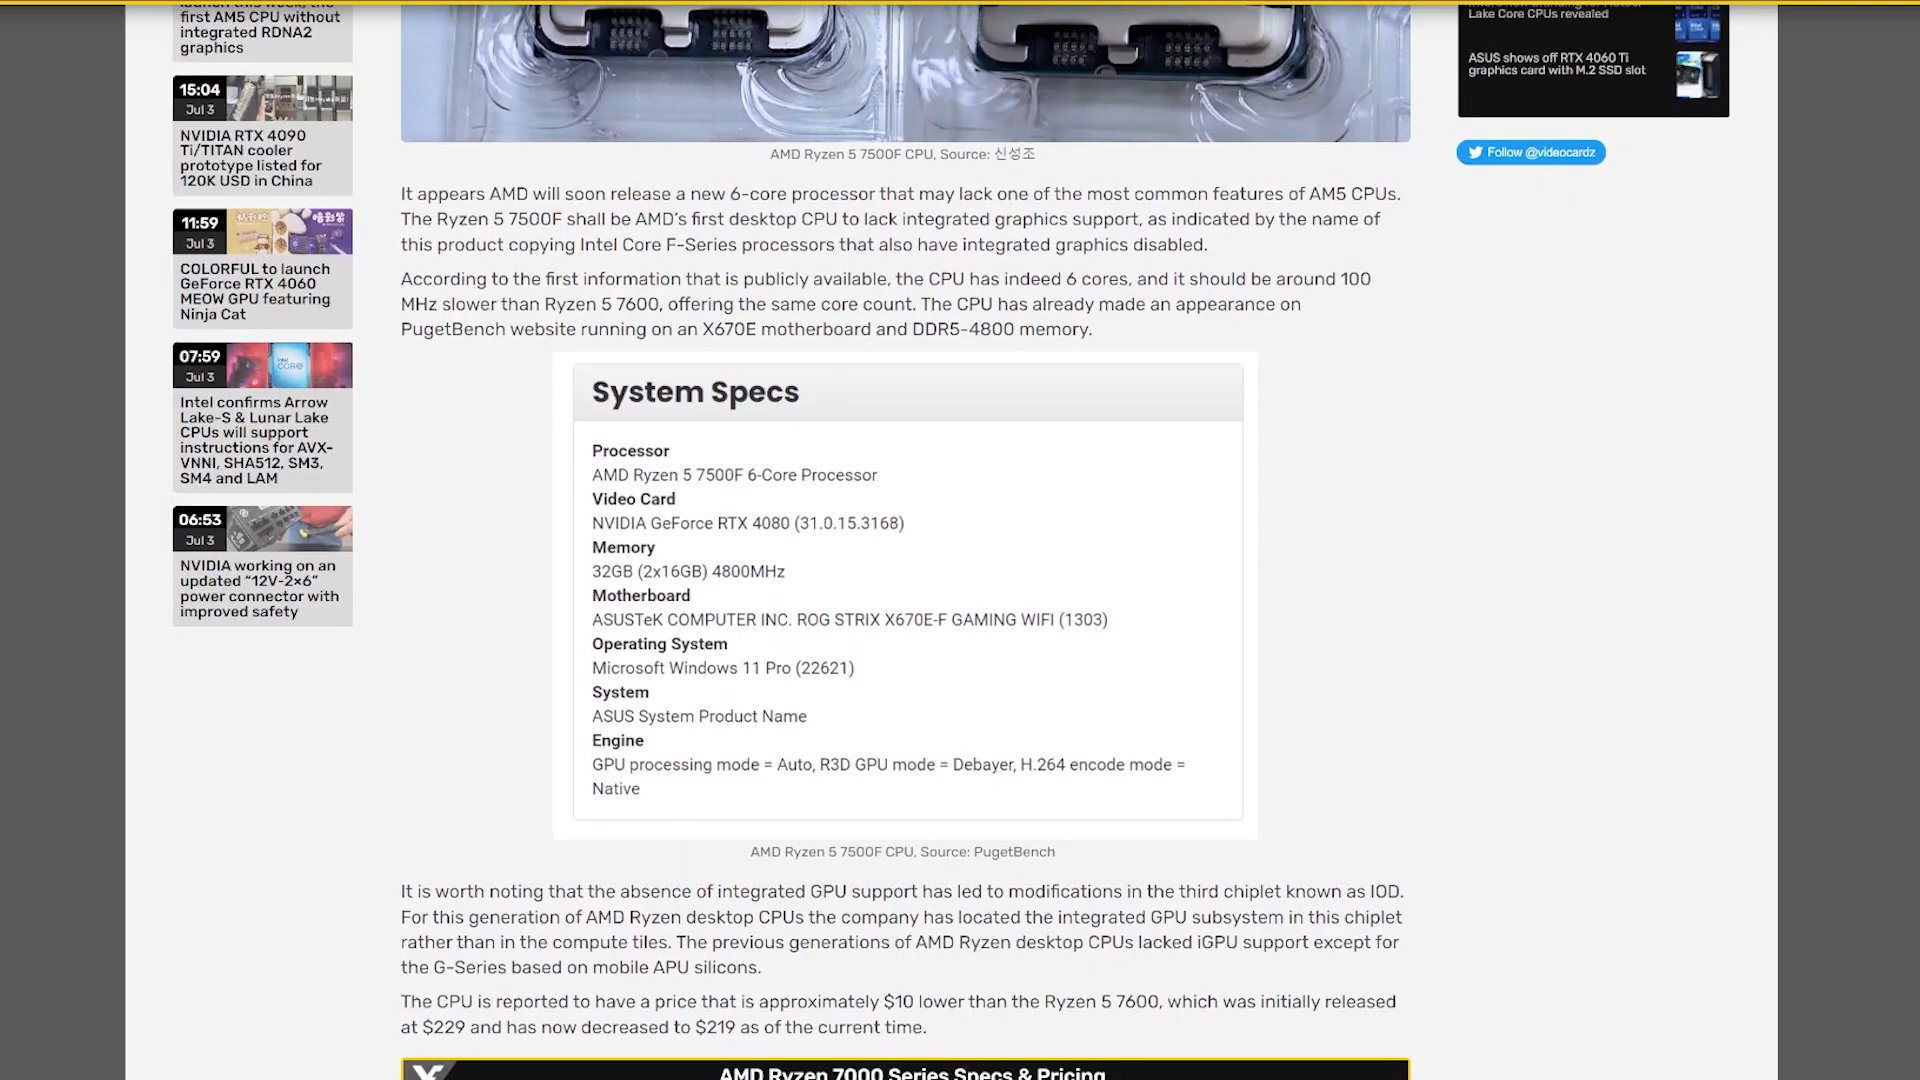 first AM5 CPU without
integrated RDNA2
graphics
15:04
Jul 3
NVIDIA RTX 4090
Ti/TITAN cooler
prototype listed for
120K USD in China
11:59
Jul 3
COLORFUL to launch
GeForce RTX 4060
MEOW GPU featuring
Ninja Cat
07:59
Jul 3
intel
CORE
Intel confirms Arrow
Lake-S & Lunar Lake
CPUs will support
instructions for AVX-
VNNI, SHA512, SM3,
SM4 and LAM
06:53
Jul 3
NVIDIA working on an
updated “12V-2×6”
power connector with
improved safety
AMD Ryzen 5 7500F CPU, Source: 신성조
It appears AMD will soon release a new 6-core processor that may lack one of the most common features of AM5 CPUs.
The Ryzen 5 7500F shall be AMD’s first desktop CPU to lack integrated graphics support, as indicated by the name of
this product copying Intel Core F-Series processors that also have integrated graphics disabled.
According to the first information that is publicly available, the CPU has indeed 6 cores, and it should be around 100
MHz slower than Ryzen 5 7600, offering the same core count. The CPU has already made an appearance on
PugetBench website running on an X670E motherboard and DDR5-4800 memory.
System Specs
Processor
AMD Ryzen 5 7500F 6-Core Processor
Video Card
NVIDIA GeForce RTX 4080 (31.0.15.3168)
Memory
32GB (2x16GB) 4800MHz
Motherboard
ASUSTeK COMPUTER INC. ROG STRIX X670E-F GAMING WIFI (1303)
Operating System
Microsoft Windows 11 Pro (22621)
System
ASUS System Product Name
Engine
GPU processing mode = Auto, R3D GPU mode = Debayer, H.264 encode mode =
Native
AMD Ryzen 5 7500F CPU, Source: PugetBench
It is worth noting that the absence of integrated GPU support has led to modifications in the third chiplet known as IOD.
For this generation of AMD Ryzen desktop CPUs the company has located the integrated GPU subsystem in this chiplet
rather than in the compute tiles. The previous generations of AMD Ryzen desktop CPUs lacked iGPU support except for
the G-Series based on mobile APU silicons.
The CPU is reported to have a price that is approximately $10 lower than the Ryzen 5 7600, which was initially released
at $229 and has now decreased to $219 as of the current time.
AMD Ryzen 7000 Series Specs & Pricing
Lake Core CPUs revealed
ASUS shows off RTX 4060 Ti
graphics card with M.2 SSD slot
Follow @videocardz